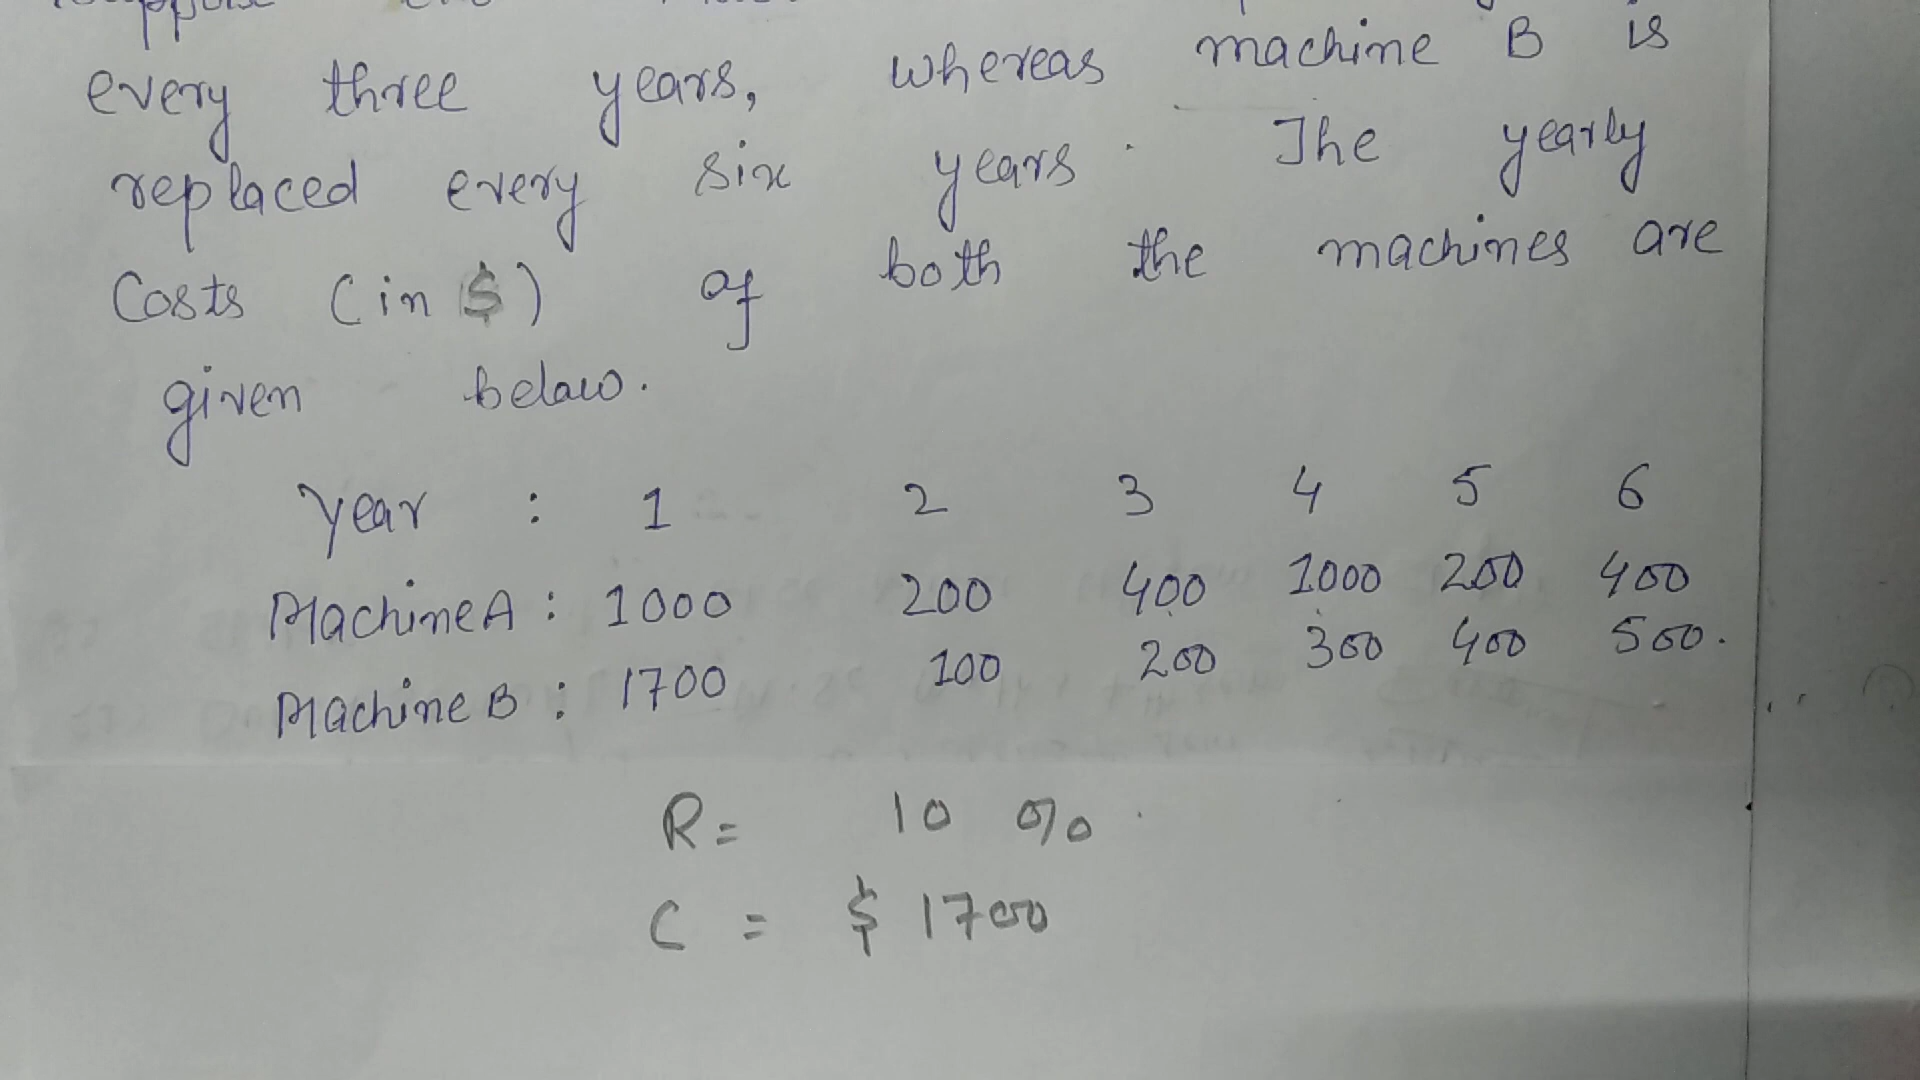 every three years, whereas machine B is
replaced every six years. The yearly
Costs (in $) of both the machines are
given below.
Year : 1 2 3 4 5 6
Machine A : 1000 200 400 1000 200 400
Machine B : 1700 100 200 300 400 500.
R = 10 %.
C = $ 1700